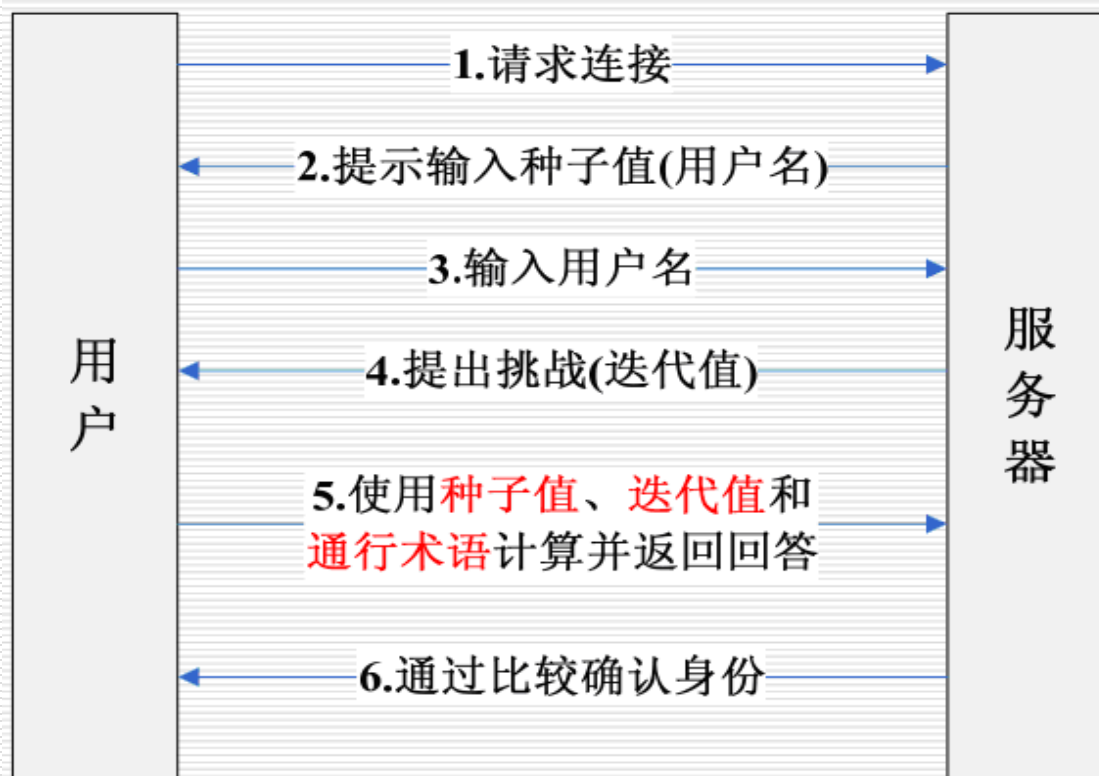 1.请求连接
2.提示输入种子值(用户名)
3.输入用户名
用户
4.提出挑战(迭代值)
服务器
5.使用种子值、迭代值和
通行术语计算并返回回答
6.通过比较确认身份